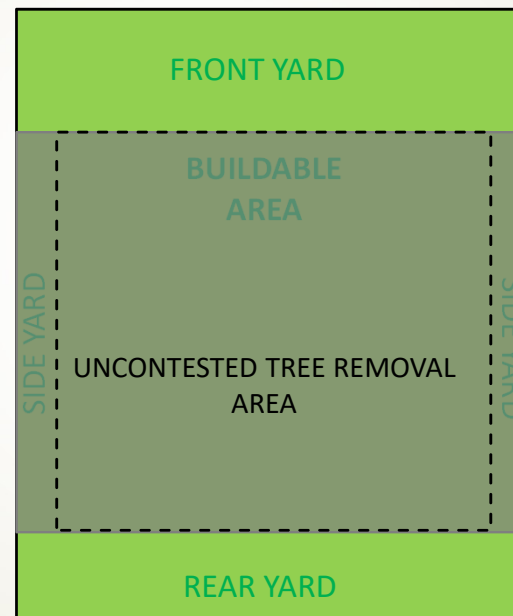 FRONT YARD
BUILDABLE
AREA
SIDE YARD
SIDE YARD
UNCONTESTED TREE REMOVAL
AREA
REAR YARD